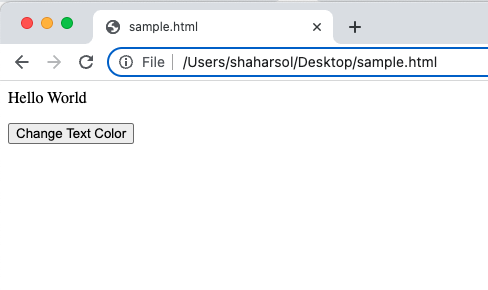 sample.html
File /Users/shaharsol/Desktop/sample.html
Hello World
Change Text Color